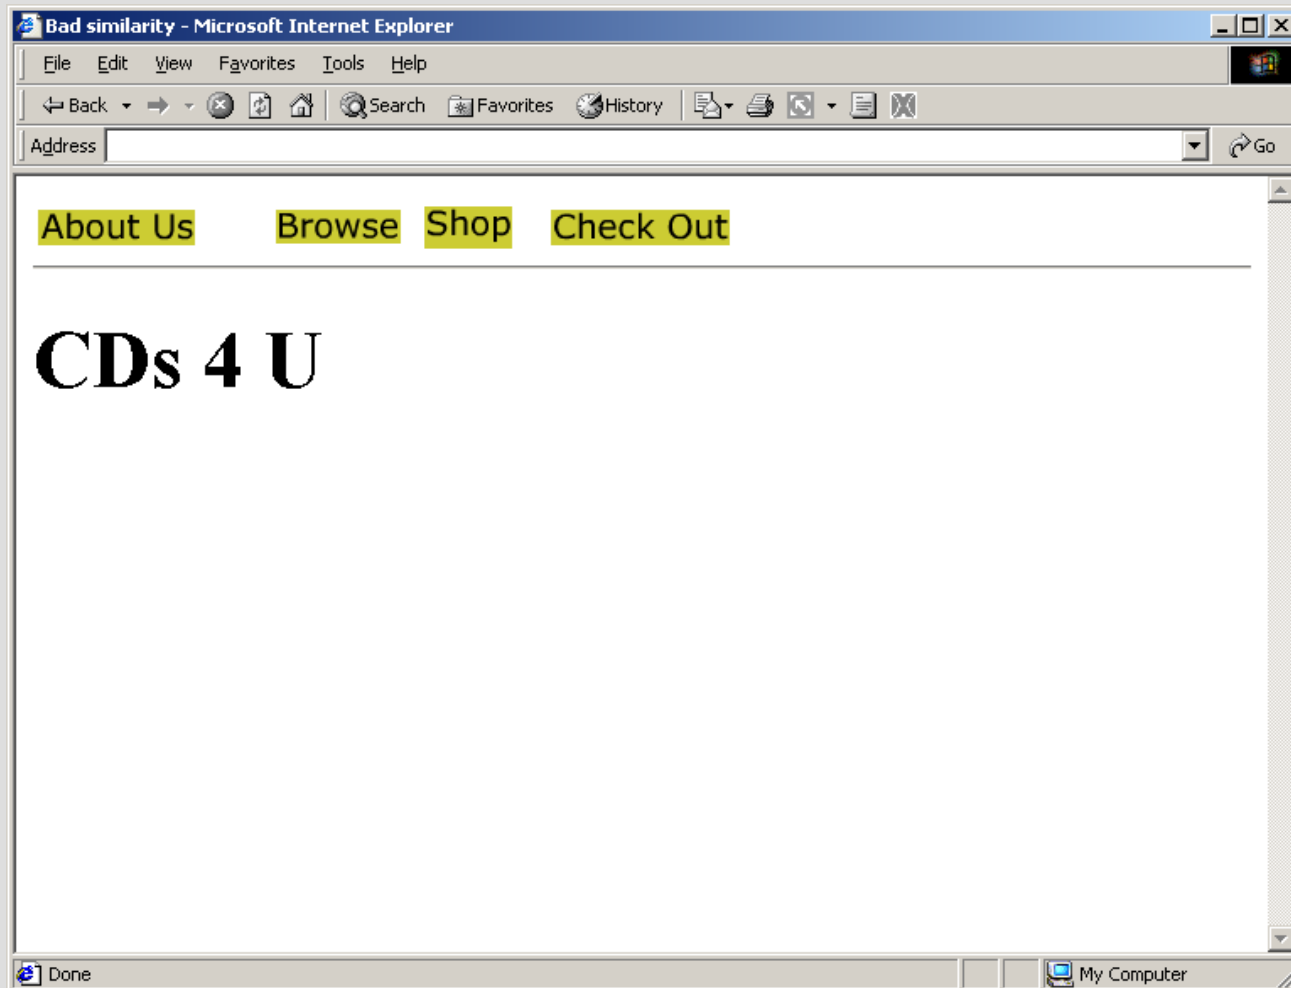 Bad similarity - Microsoft Internet Explorer
File Edit View Favorites Tools Help
Back Search Favorites History
Address Go
About Us Browse Shop Check Out
CDs 4 U
Done My Computer